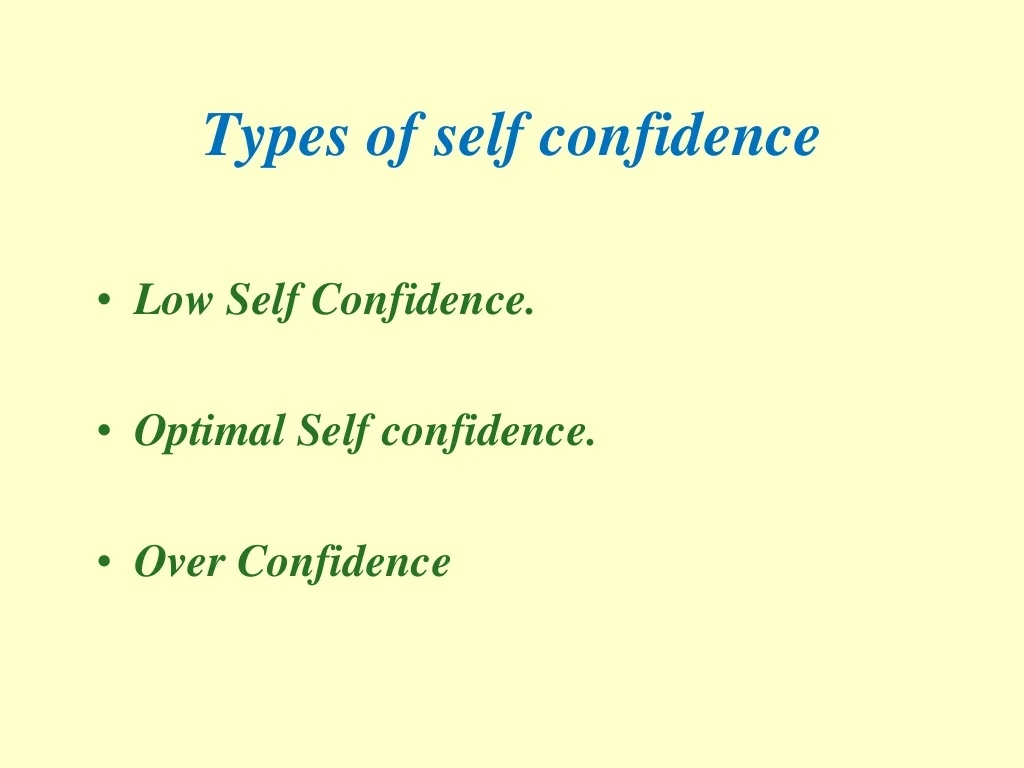 Types of self confidence
• Low Self Confidence.
• Optimal Self confidence.
• Over Confidence